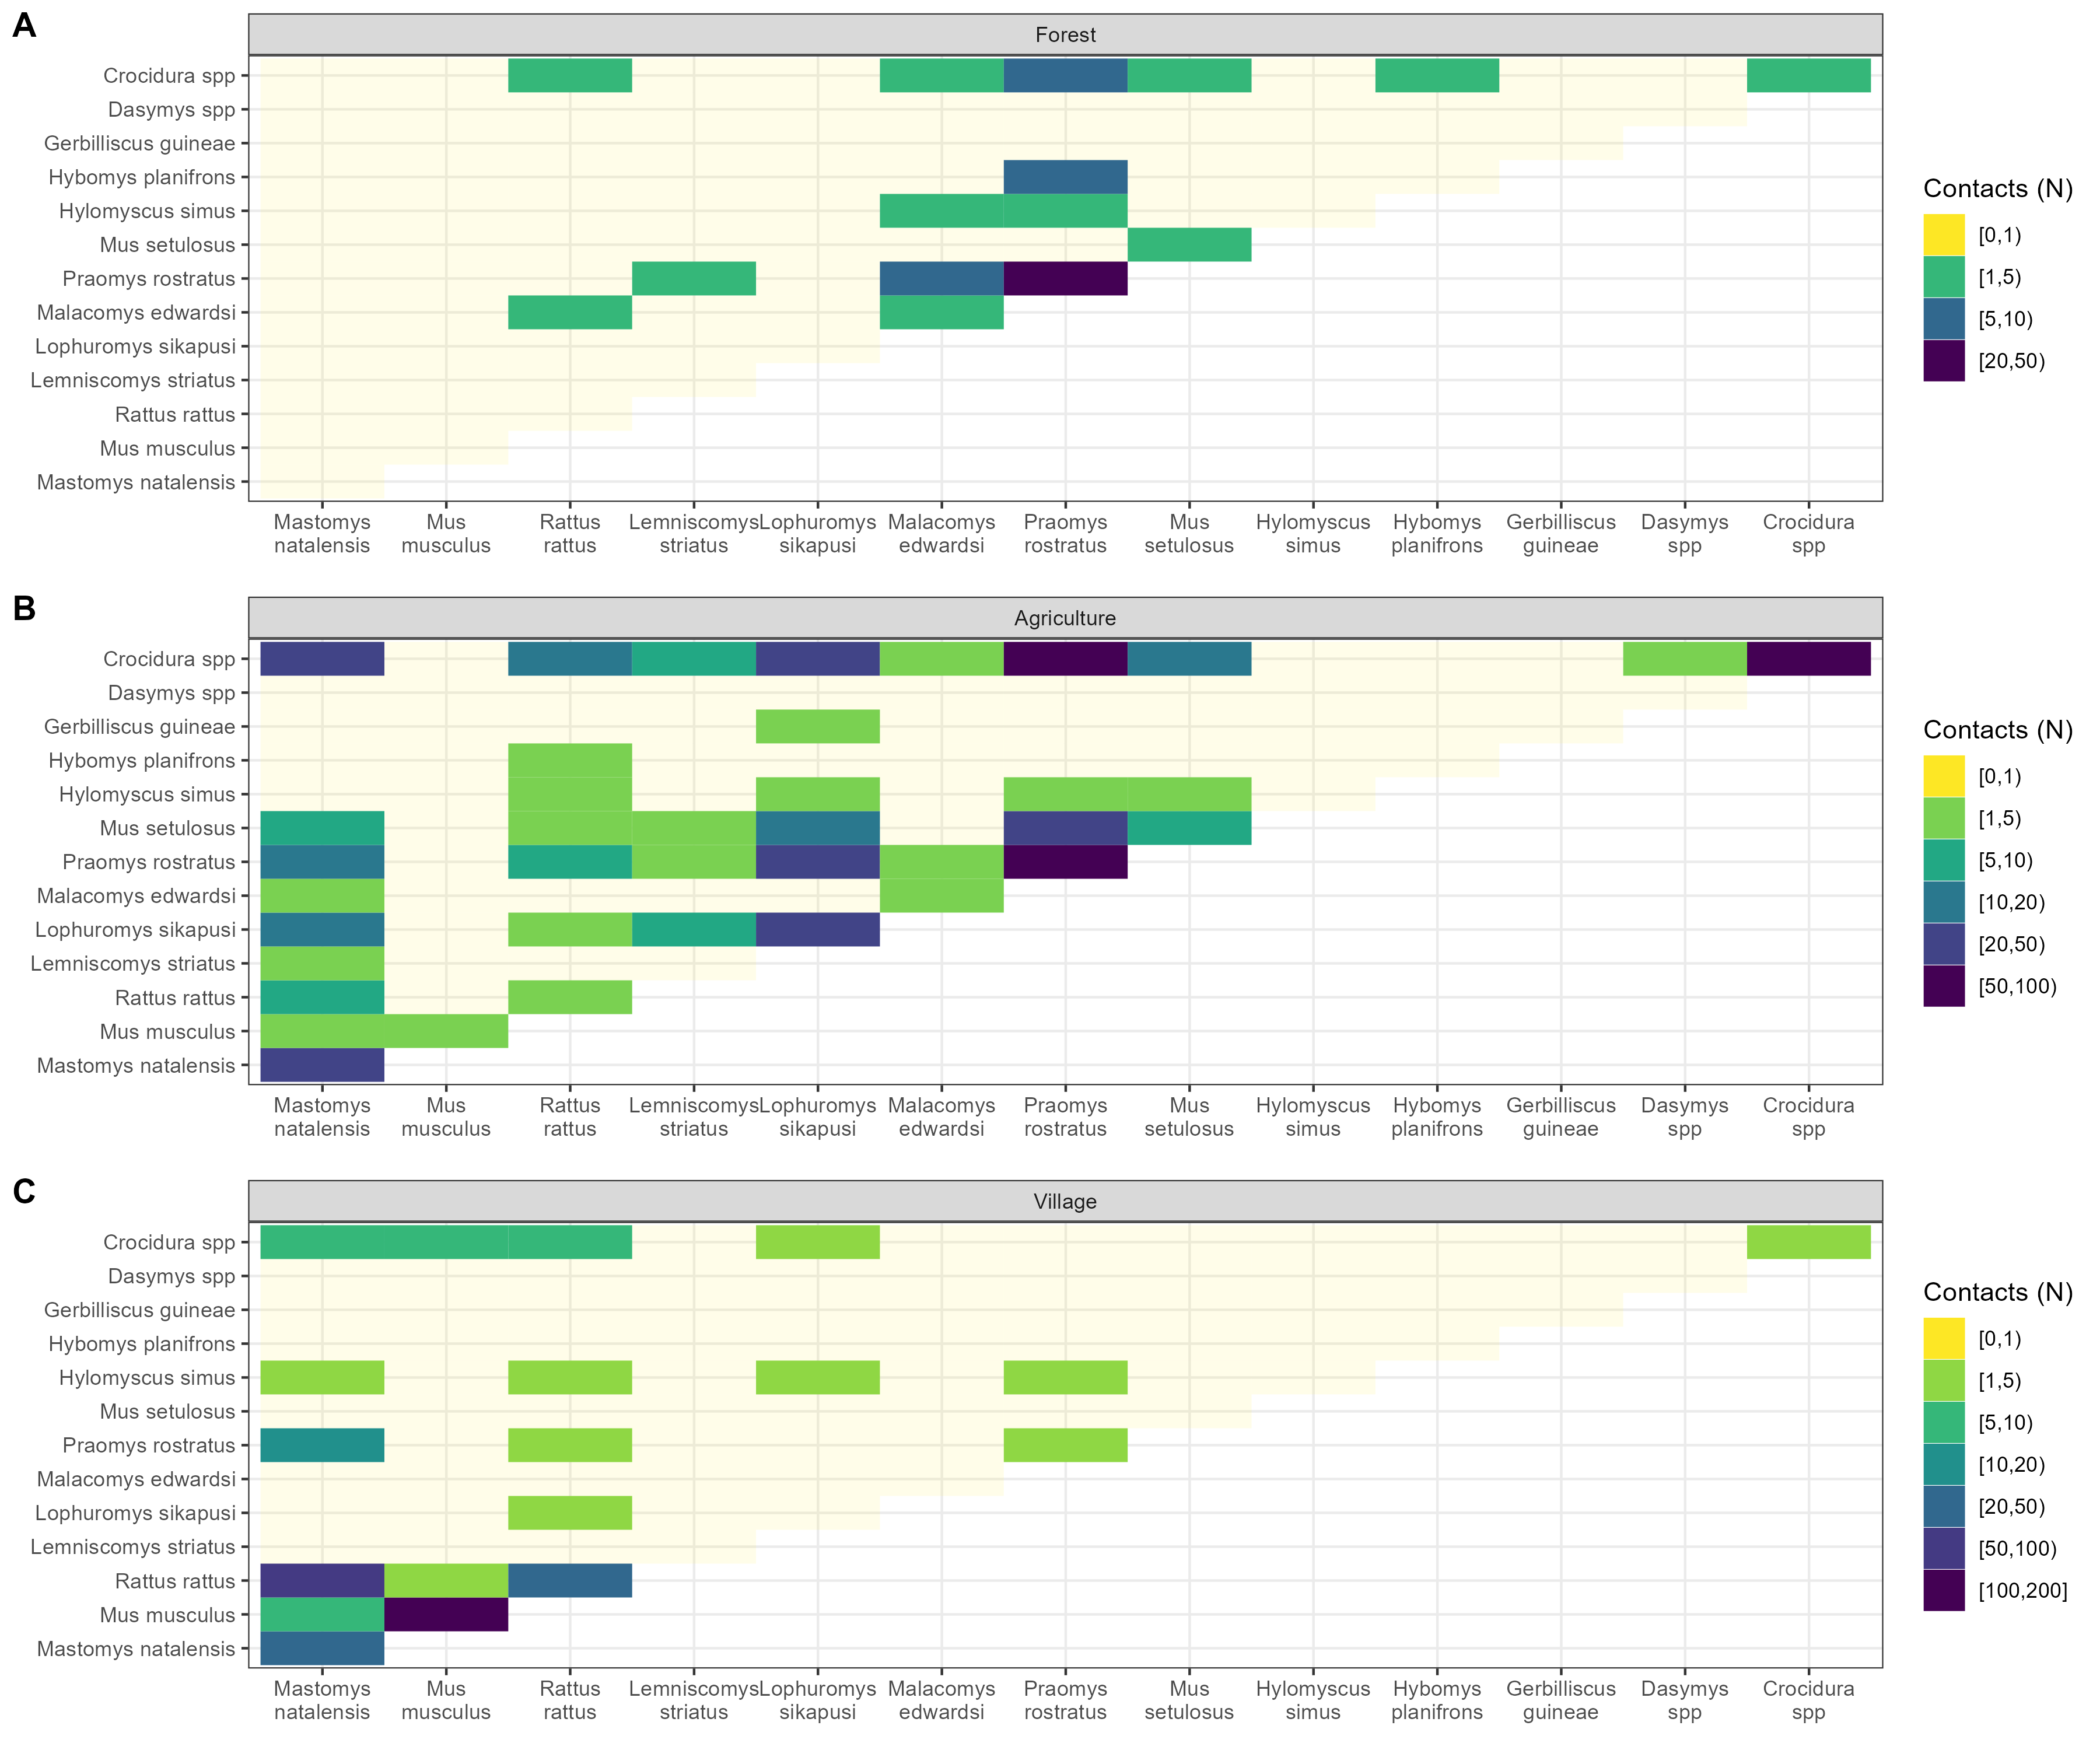 A
Forest
Crocidura spp
Dasymys spp
Gerbilliscus guineae
Hybomys planifrons
Hylomyscus simus
Mus setulosus
Praomys rostratus
Malacomys edwardsi
Lophuromys sikapusi
Lemniscomys striatus
Rattus rattus
Mus musculus
Mastomys natalensis
Mastomys Mus Rattus Lemniscomys Lophuromys Malacomys Praomys Mus Hylomyscus Hybomys Gerbilliscus Dasymys Crocidura
natalensis musculus rattus striatus sikapusi edwardsi rostratus setulosus simus planifrons guineae spp spp
Contacts (N)
[0,1)
[1,5)
[5,10)
[20,50)
B
Agriculture
Crocidura spp
Dasymys spp
Gerbilliscus guineae
Hybomys planifrons
Hylomyscus simus
Mus setulosus
Praomys rostratus
Malacomys edwardsi
Lophuromys sikapusi
Lemniscomys striatus
Rattus rattus
Mus musculus
Mastomys natalensis
Mastomys Mus Rattus Lemniscomys Lophuromys Malacomys Praomys Mus Hylomyscus Hybomys Gerbilliscus Dasymys Crocidura
natalensis musculus rattus striatus sikapusi edwardsi rostratus setulosus simus planifrons guineae spp spp
Contacts (N)
[0,1)
[1,5)
[5,10)
[10,20)
[20,50)
[50,100)
C
Village
Crocidura spp
Dasymys spp
Gerbilliscus guineae
Hybomys planifrons
Hylomyscus simus
Mus setulosus
Praomys rostratus
Malacomys edwardsi
Lophuromys sikapusi
Lemniscomys striatus
Rattus rattus
Mus musculus
Mastomys natalensis
Mastomys Mus Rattus Lemniscomys Lophuromys Malacomys Praomys Mus Hylomyscus Hybomys Gerbilliscus Dasymys Crocidura
natalensis musculus rattus striatus sikapusi edwardsi rostratus setulosus simus planifrons guineae spp spp
Contacts (N)
[0,1)
[1,5)
[5,10)
[10,20)
[20,50)
[50,100)
[100,200]